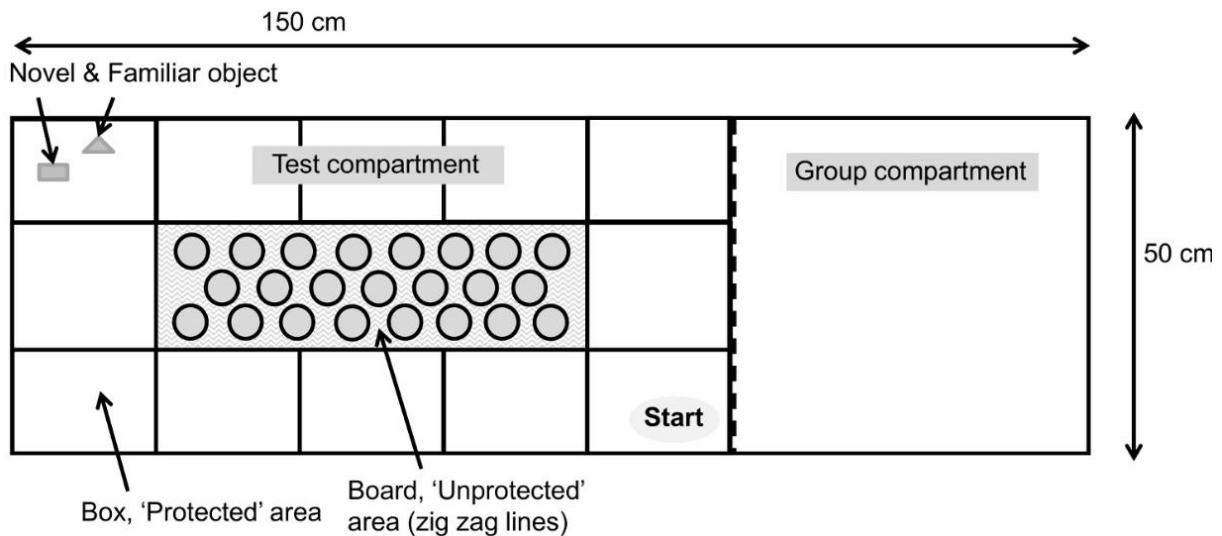 150 cm
Novel & Familiar object
Test compartment
Group compartment
50 cm
Start
Box, ‘Protected’ area
Board, ‘Unprotected’
area (zig zag lines)